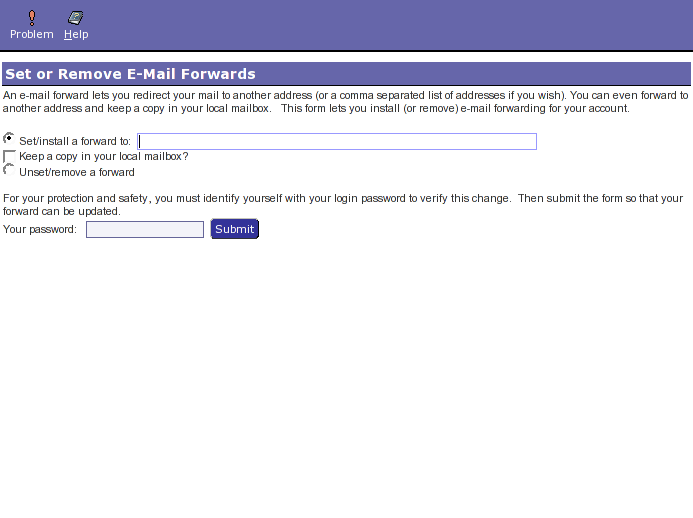 Problem Help
Set or Remove E-Mail Forwards
An e-mail forward lets you redirect your mail to another address (or a comma separated list of addresses if you wish). You can even forward to
another address and keep a copy in your local mailbox. This form lets you install (or remove) e-mail forwarding for your account.
Set/install a forward to:
Keep a copy in your local mailbox?
Unset/remove a forward
For your protection and safety, you must identify yourself with your login password to verify this change. Then submit the form so that your
forward can be updated.
Your password: Submit